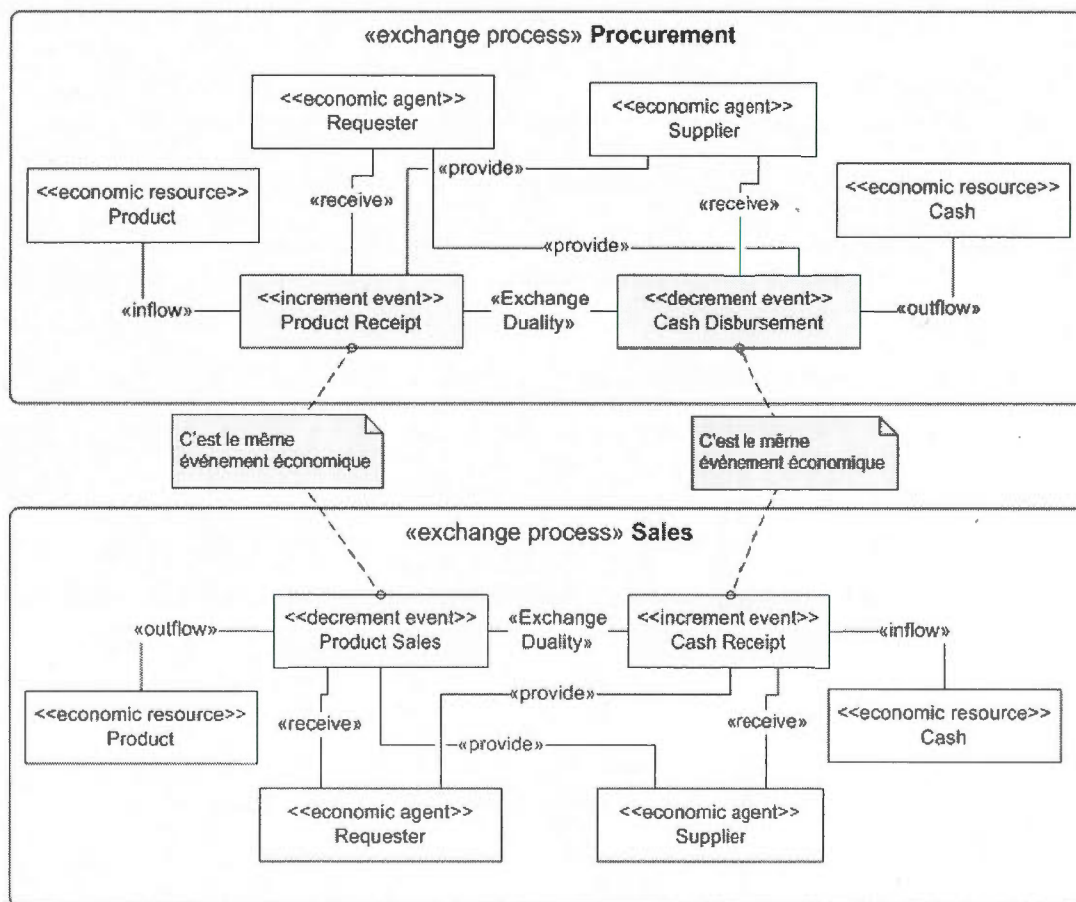 «exchange process» Procurement
<<economic agent>>
Requester
<<economic agent>>
Supplier
«provide»
<<economic resource>>
Product
«receive»
«receive»
<<economic resource>>
Cash
«provide»
«inflow»
<<increment event>>
Product Receipt
«Exchange
Duality»
<<decrement event>>
Cash Disbursement
«outflow»
C'est le même
événement économique
C'est le même
événement économique
«exchange process» Sales
«outflow»
<<decrement event>>
Product Sales
«Exchange
Duality»
<<increment event>>
Cash Receipt
«inflow»
<<economic resource>>
Product
«receive»
«provide»
«provide»
«receive»
<<economic resource>>
Cash
<<economic agent>>
Requester
<<economic agent>>
Supplier